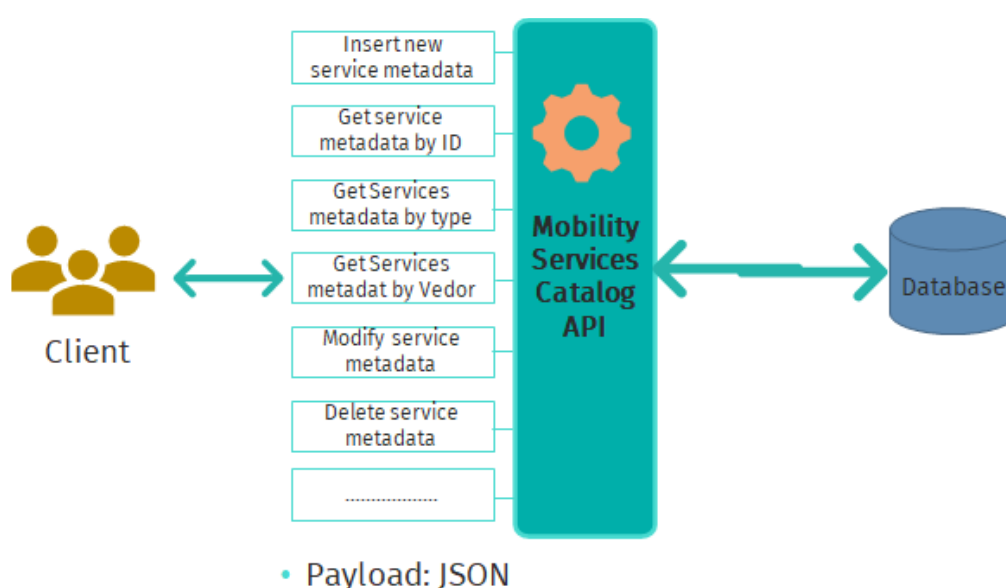 Insert new
service metadata
Get service
metadata by ID
Get Services
metadata by type
Get Services
metadat by Vedor
Modify service
metadata
Delete service
metadata
..................
Mobility
Services
Catalog
API
Client
Database
• Payload: JSON